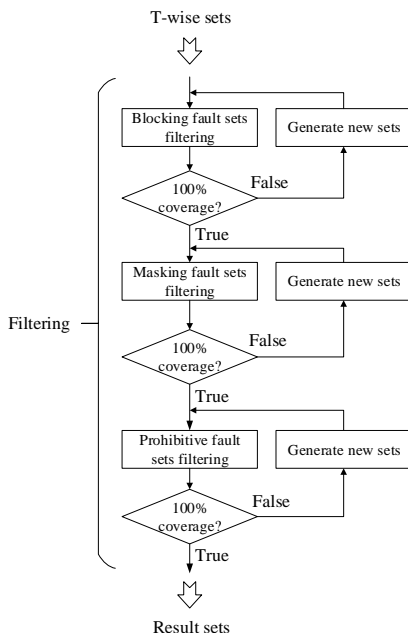 T-wise sets
Blocking fault sets
filtering
Generate new sets
100%
coverage?
False
True
Masking fault sets
filtering
Generate new sets
Filtering
100%
coverage?
False
True
Prohibitive fault
sets filtering
Generate new sets
100%
coverage?
False
True
Result sets